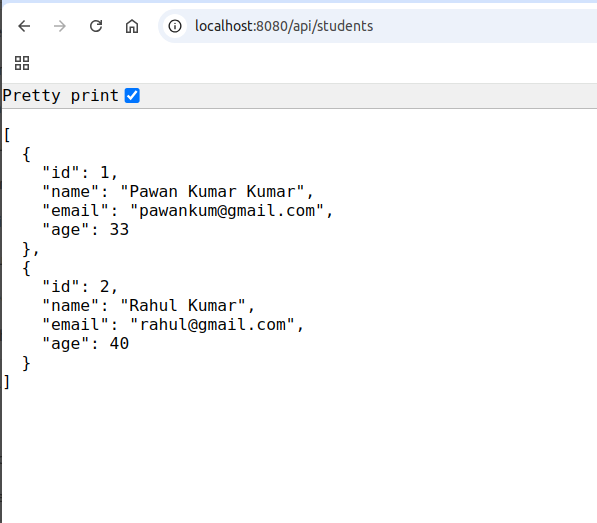 localhost:8080/api/students
Pretty print
[
  {
    "id": 1,
    "name": "Pawan Kumar Kumar",
    "email": "pawankum@gmail.com",
    "age": 33
  },
  {
    "id": 2,
    "name": "Rahul Kumar",
    "email": "rahul@gmail.com",
    "age": 40
  }
]